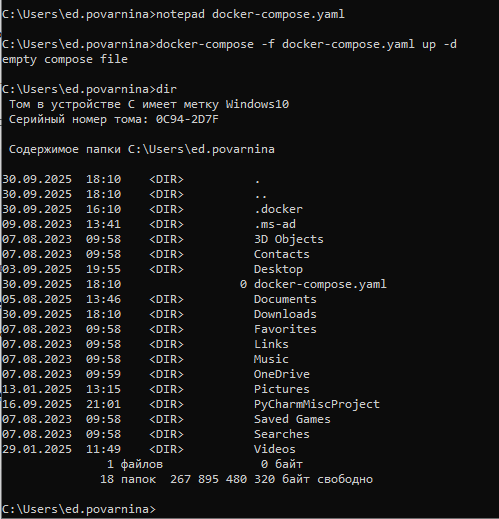 C:\Users\ed.povarnina>notepad docker-compose.yaml
C:\Users\ed.povarnina>docker-compose -f docker-compose.yaml up -d
empty compose file
C:\Users\ed.povarnina>dir
Том в устройстве C имеет метку Windows10
Серийный номер тома: 0C94-2D7F
Содержимое папки C:\Users\ed.povarnina
30.09.2025  18:10    <DIR>          .
30.09.2025  18:10    <DIR>          ..
30.09.2025  16:10    <DIR>          .docker
09.08.2023  13:41    <DIR>          .ms-ad
07.08.2023  09:58    <DIR>          3D Objects
07.08.2023  09:58    <DIR>          Contacts
03.09.2025  19:55    <DIR>          Desktop
30.09.2025  18:10                 0 docker-compose.yaml
05.08.2025  13:46    <DIR>          Documents
30.09.2025  18:10    <DIR>          Downloads
07.08.2023  09:58    <DIR>          Favorites
07.08.2023  09:58    <DIR>          Links
07.08.2023  09:58    <DIR>          Music
07.08.2023  09:59    <DIR>          OneDrive
13.01.2025  13:15    <DIR>          Pictures
16.09.2025  21:01    <DIR>          PyCharmMiscProject
07.08.2023  09:58    <DIR>          Saved Games
07.08.2023  09:58    <DIR>          Searches
29.01.2025  11:49    <DIR>          Videos
1 файлов              0 байт
18 папок  267 895 480 320 байт свободно
C:\Users\ed.povarnina>